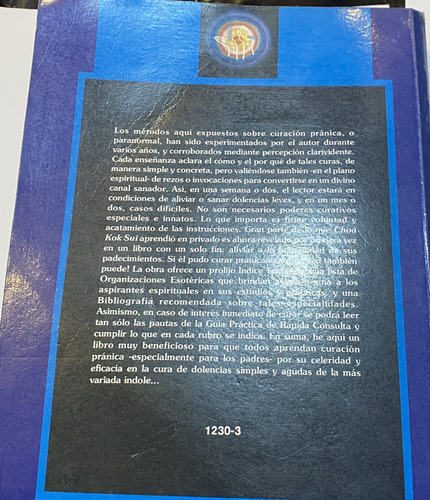 Los métodos aquí expuestos sobre curación pránica, o
paranormal, han sido experimentados por el autor durante
varios años, y corroborados mediante percepción clarividente.
Cada enseñanza aclara el cómo y el por qué de tales curas, de
manera simple y concreta, pero valiéndose también -en el plano
espiritual- de rezos o invocaciones para convertirse en un divino
canal sanador. Así, en una semana o dos, el lector estará en
condiciones de aliviar o sanar dolencias leves, y en un mes o
dos, casos difíciles. No son necesarios poderes curativos
especiales e innatos. Lo que importa es firme voluntad y
acatamiento de las instrucciones. Gran parte de lo que Choa
Kok Sui aprendió en privado es ahora revelado por primera vez
en un libro con un solo fin: aliviar a la humanidad de sus
padecimientos. Si él pudo curar pránicamente, usted también
puede! La obra ofrece un prolijo Índice una lista de
Organizaciones Esotéricas que brindan a los
aspirantes espirituales en sus estudios y prácticas, y una
Bibliografía recomendada sobre tales especialidades.
Asimismo, en caso de interés inmediato de curar se podrá leer
tan sólo las pautas de la Guía Práctica de Rápida Consulta y
cumplir lo que en cada rubro se indica. En suma, he aquí un
libro muy beneficioso para que todos aprendan curación
pránica -especialmente para los padres- por su celeridad y
eficacia en la cura de dolencias simples y agudas de la más
variada índole...
1230-3